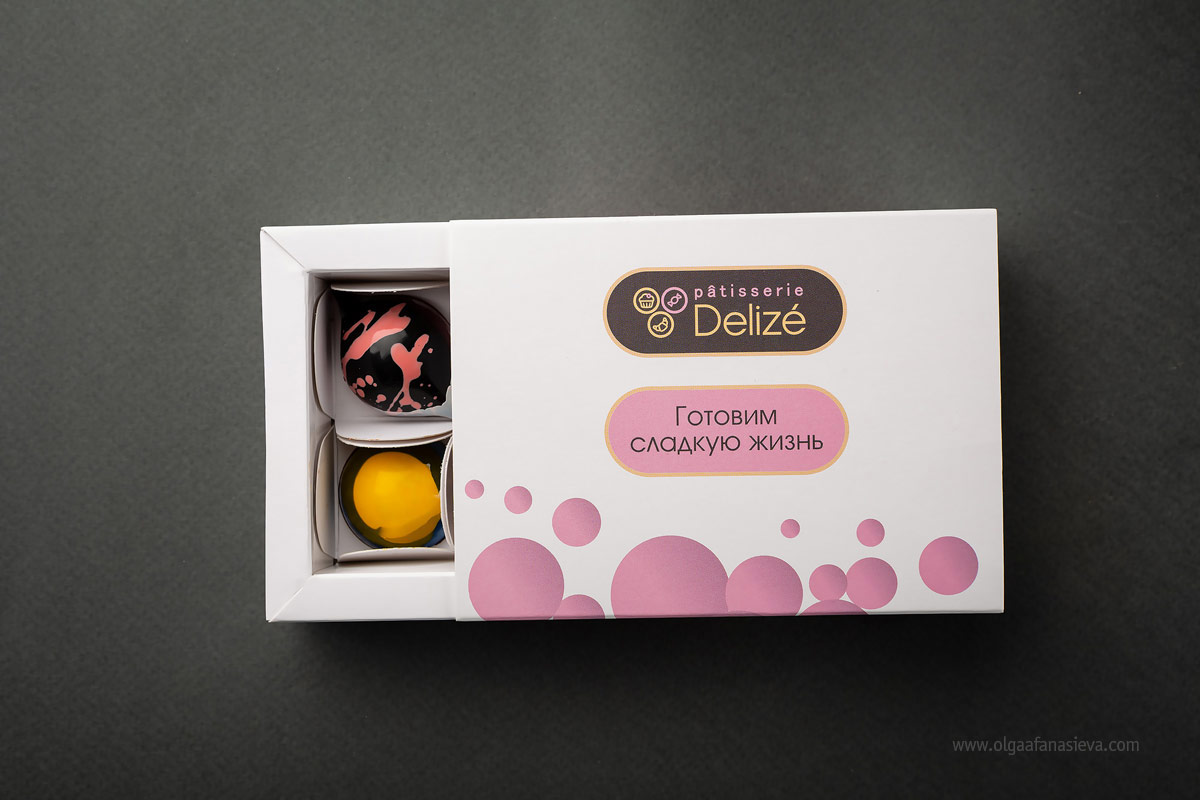 pâtisserie
Delizé
Готовим
сладкую жизнь
www.olgaafanasieva.com